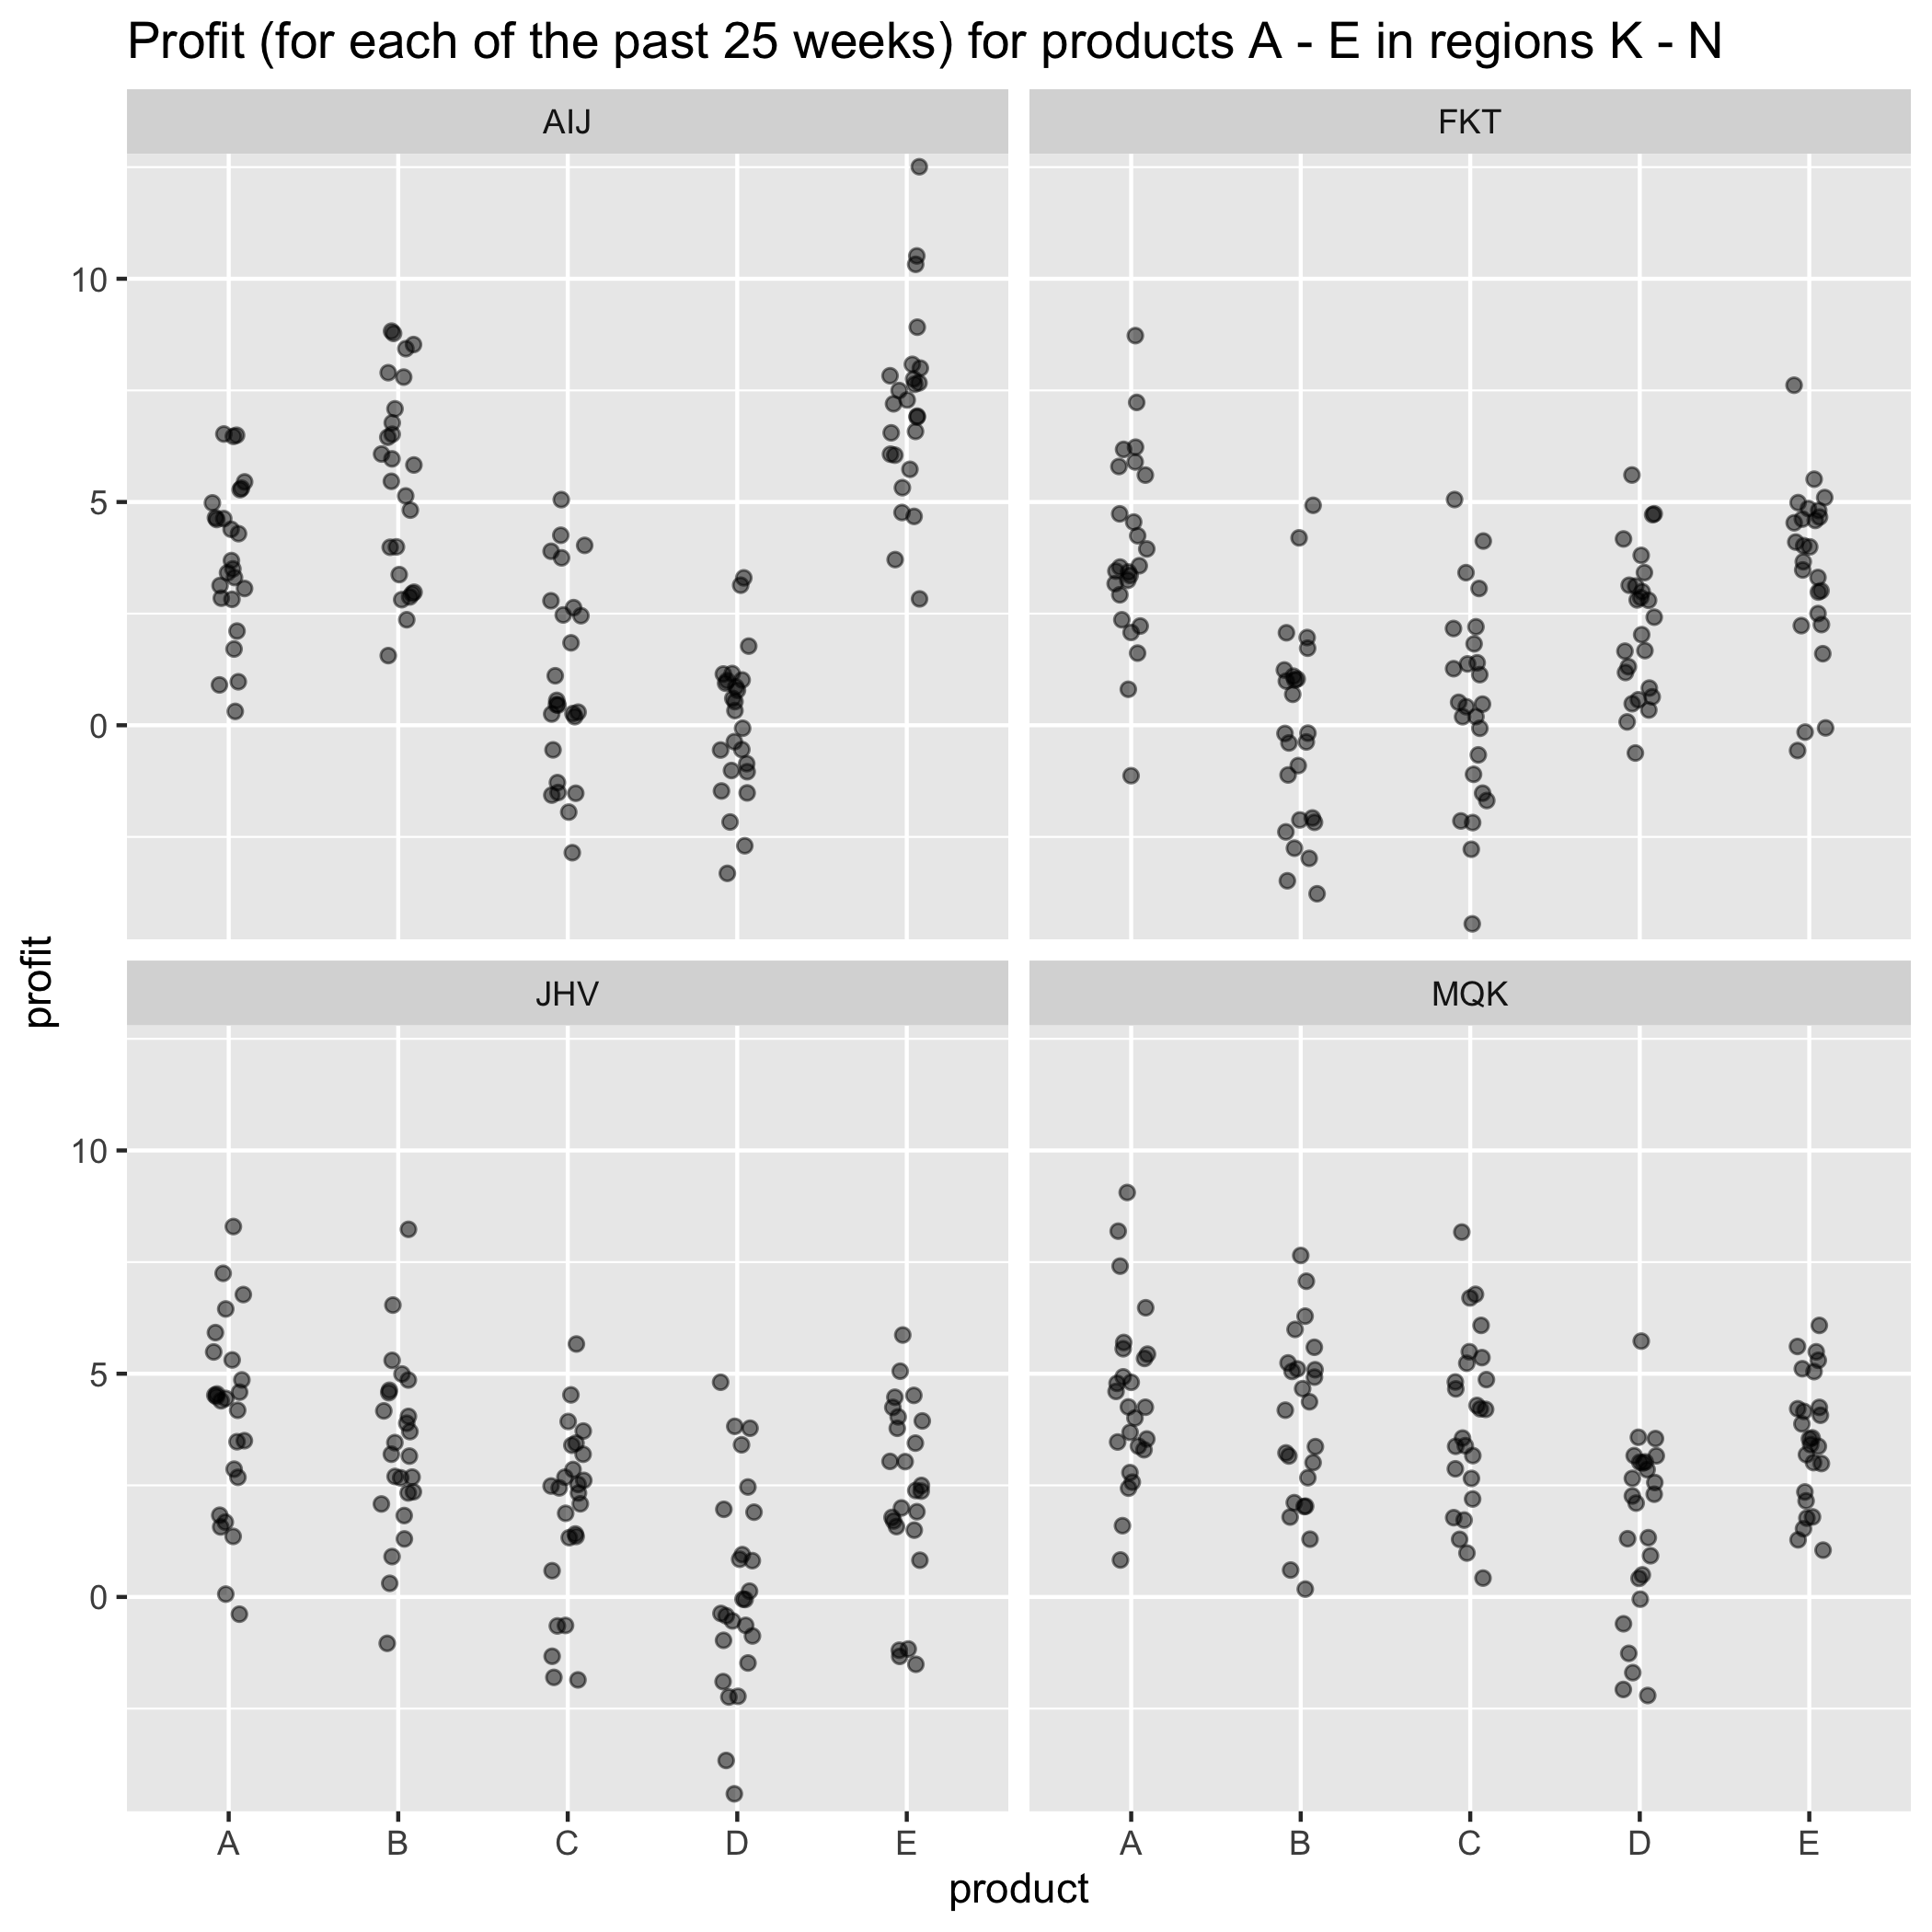 Profit (for each of the past 25 weeks) for products A - E in regions K - N
AIJ
FKT
10
5
0
profit
JHV
MQK
10
5
0
A B C D E
A B C D E
product